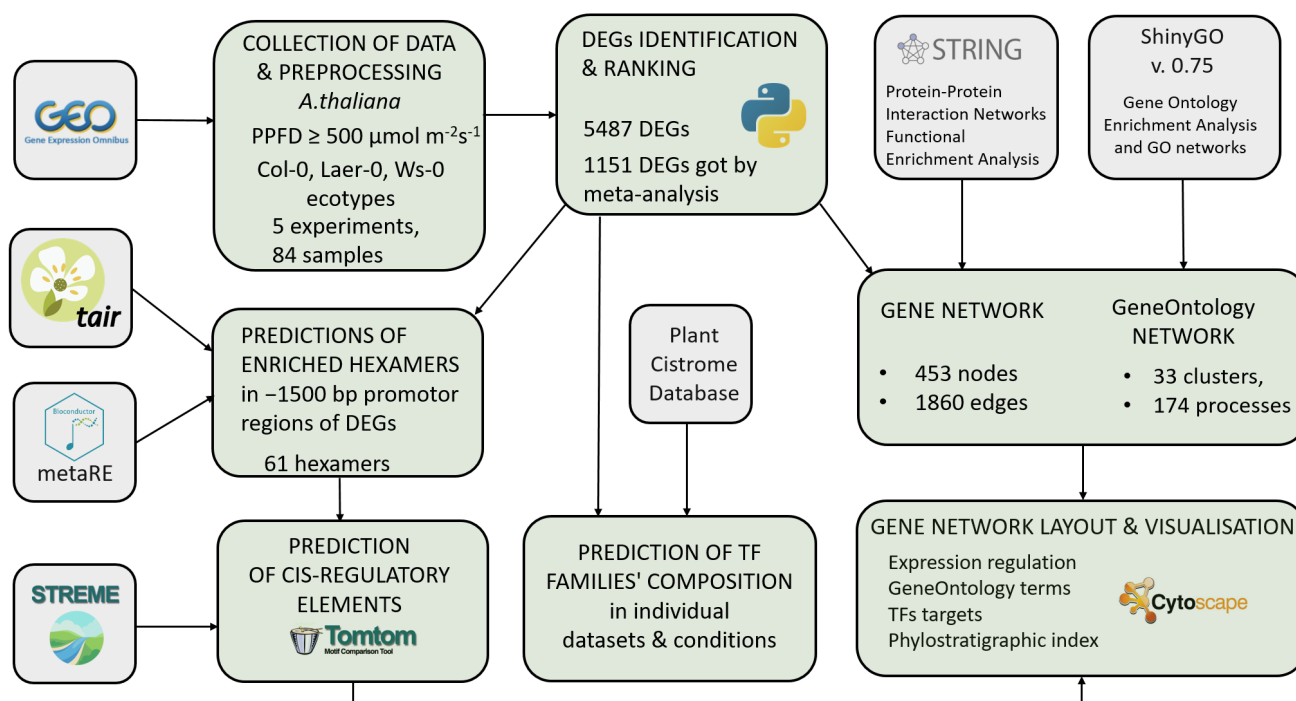 GEO
Gene Expression Omnibus
COLLECTION OF DATA
& PREPROCESSING
A.thaliana
PPFD ≥ 500 μmol m⁻²s⁻¹
Col-0, Laer-0, Ws-0
ecotypes
5 experiments,
84 samples
DEGs IDENTIFICATION
& RANKING
5487 DEGs
1151 DEGs got by
meta-analysis
STRING
Protein-Protein
Interaction Networks
Functional
Enrichment Analysis
ShinyGO
v. 0.75
Gene Ontology
Enrichment Analysis
and GO networks
tair
Bioconductor
metaRE
PREDICTIONS OF
ENRICHED HEXAMERS
in −1500 bp promotor
regions of DEGs
61 hexamers
Plant
Cistrome
Database
GENE NETWORK
• 453 nodes
• 1860 edges
GeneOntology
NETWORK
• 33 clusters,
• 174 processes
STREME
PREDICTION
OF CIS-REGULATORY
ELEMENTS
Tomtom
Motif Comparison Tool
PREDICTION OF TF
FAMILIES' COMPOSITION
in individual
datasets & conditions
GENE NETWORK LAYOUT & VISUALISATION
Expression regulation
GeneOntology terms
TFs targets
Phylostratigraphic index
Cytoscape